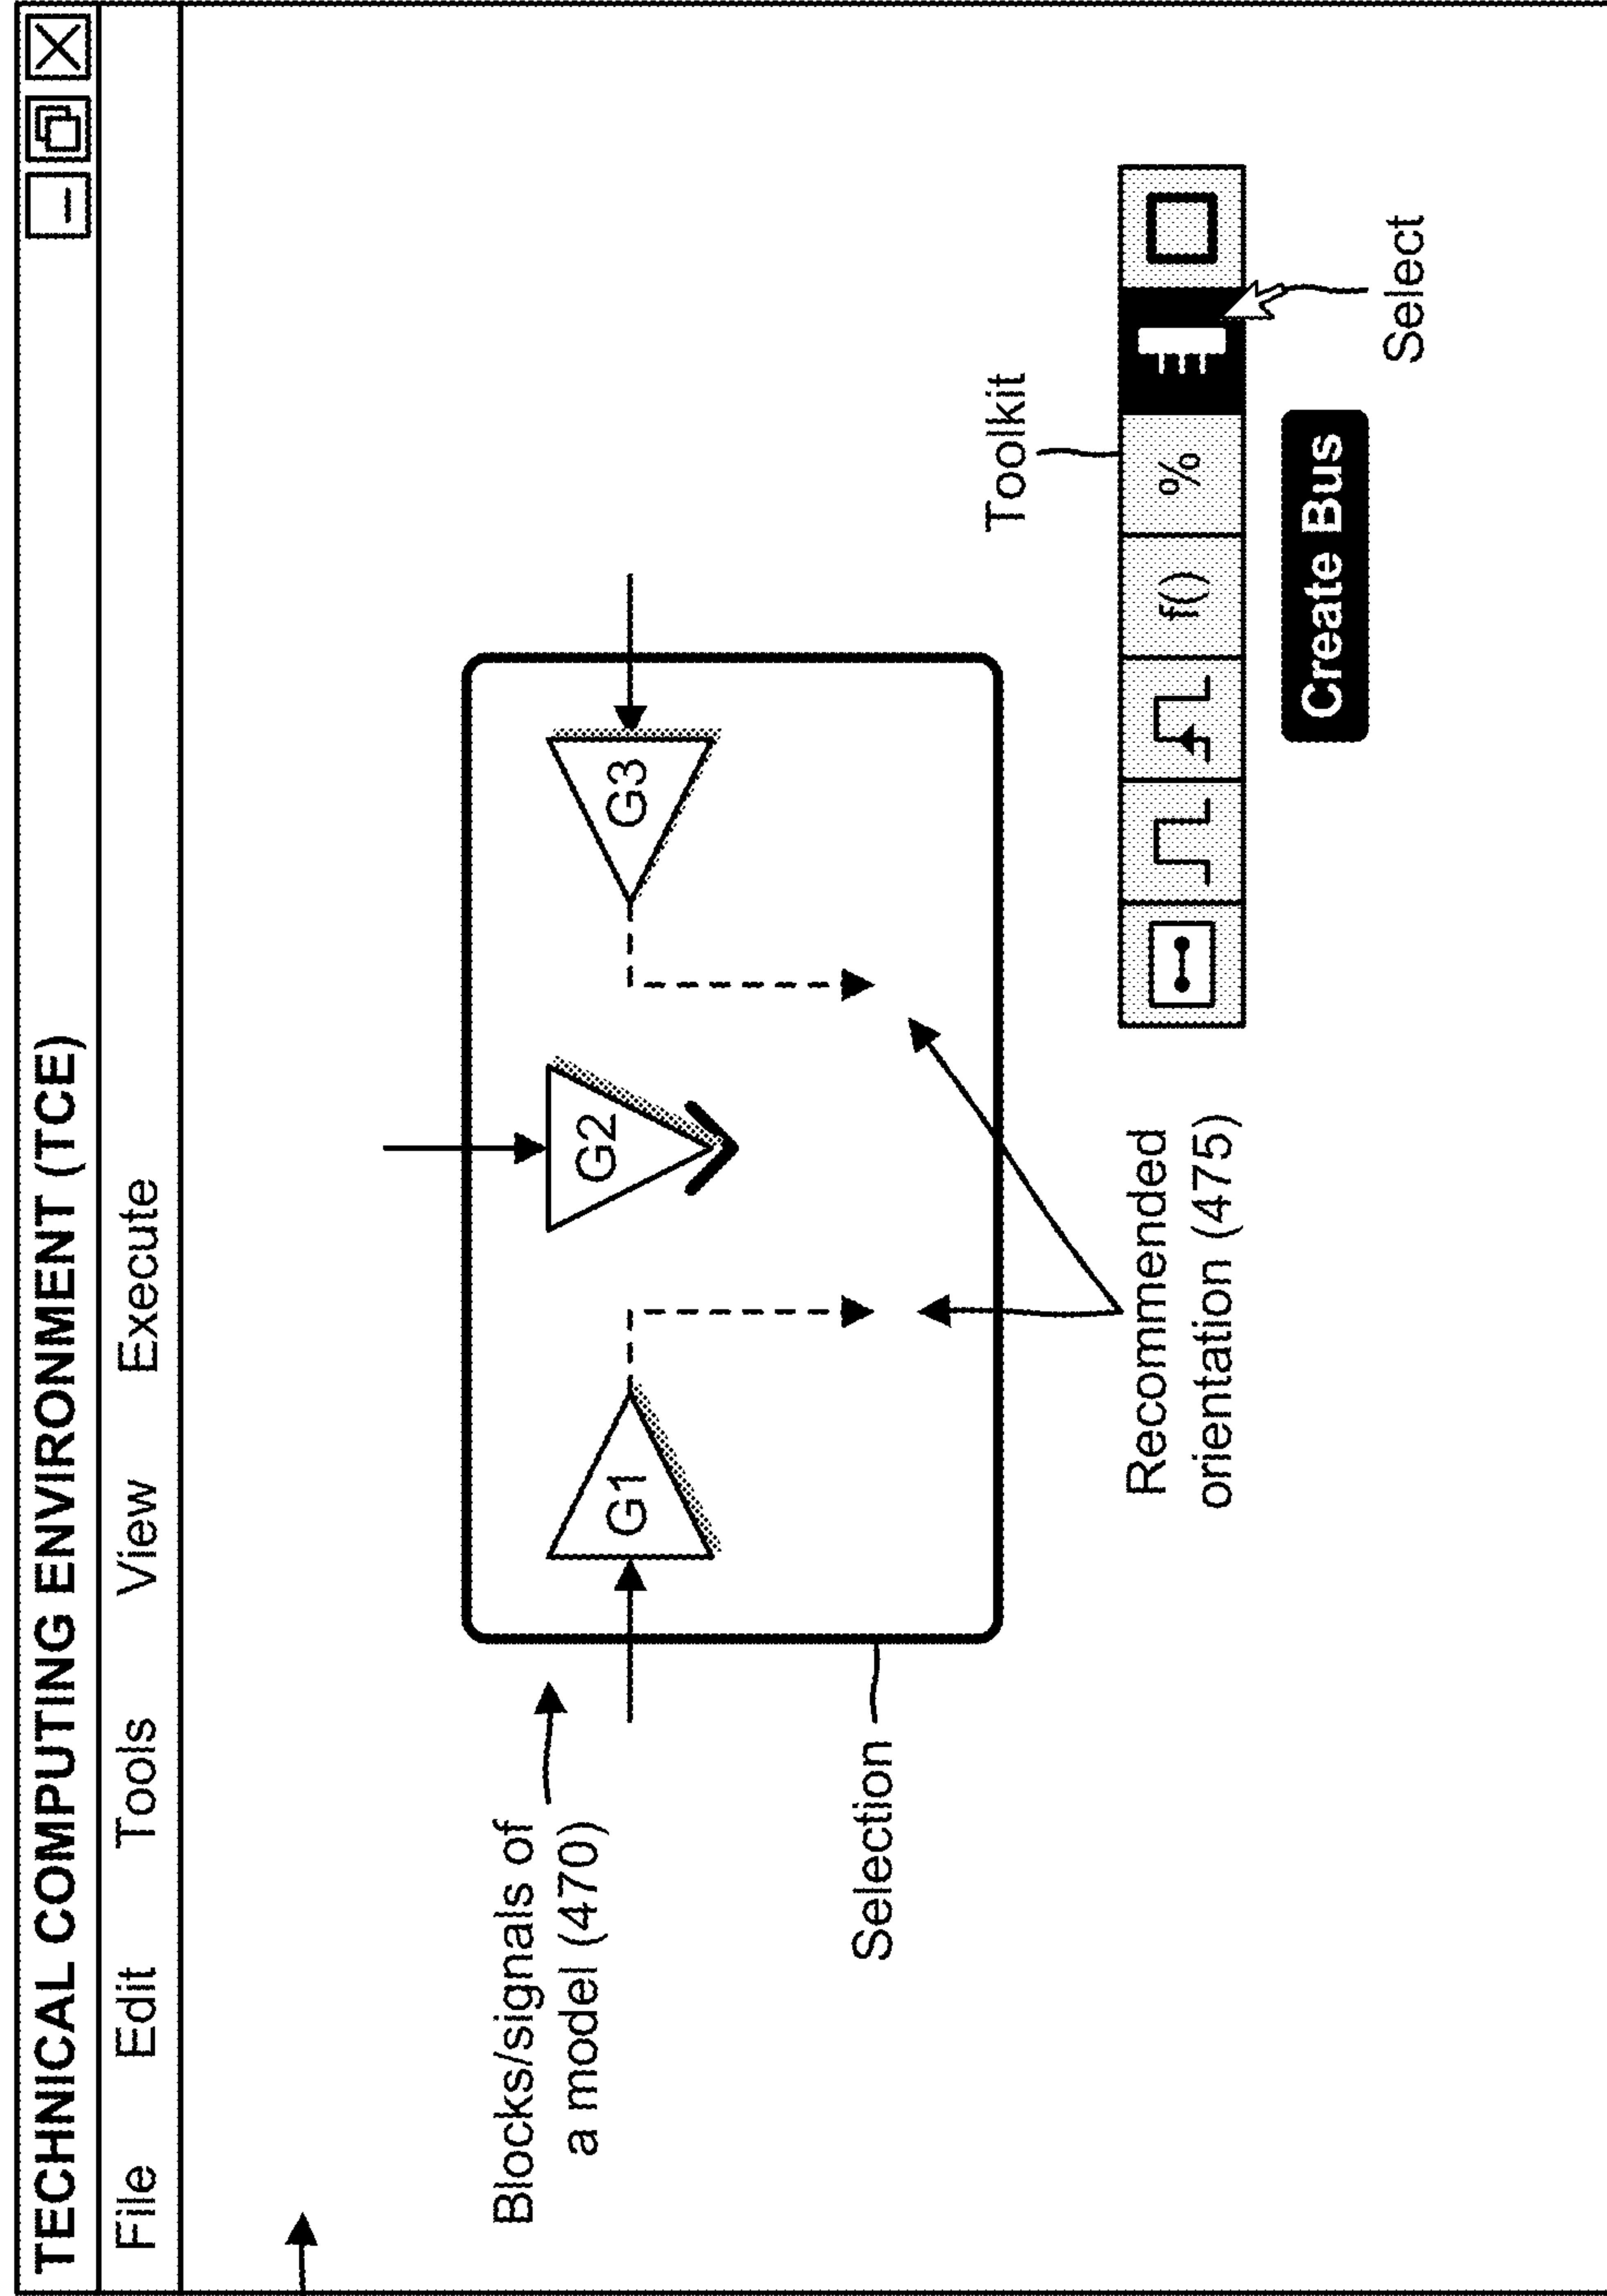 TECHNICAL COMPUTING ENVIRONMENT (TCE)
File Edit Tools View Execute
Blocks/signals of
a model (470)
G1
G2
G3
Selection
Recommended
orientation (475)
Toolkit
f()
%
Create Bus
Select